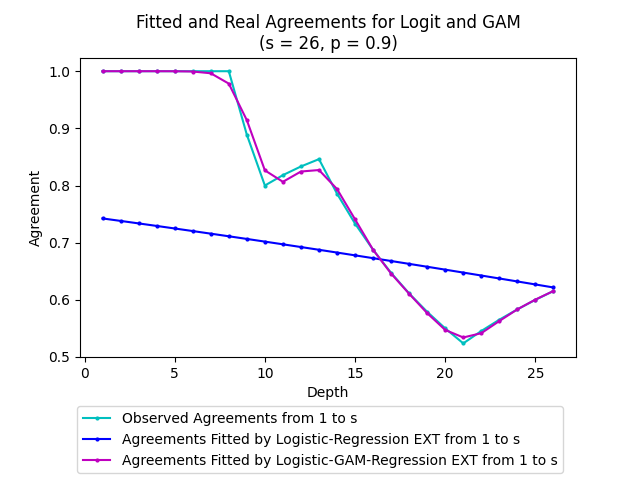 Fitted and Real Agreements for Logit and GAM
(s = 26, p = 0.9)
1.0
0.9
0.8
0.7
0.6
0.5
Agreement
0
5
10
15
20
25
Depth
Observed Agreements from 1 to s
Agreements Fitted by Logistic-Regression EXT from 1 to s
Agreements Fitted by Logistic-GAM-Regression EXT from 1 to s